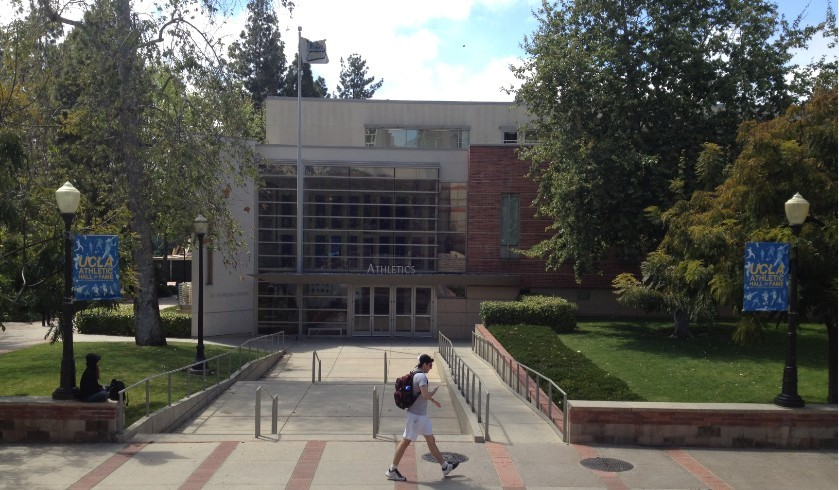 ATHLETICS
UCLA
ATHLETIC
HALL of FAME
UCLA
ATHLETIC
HALL of FAME